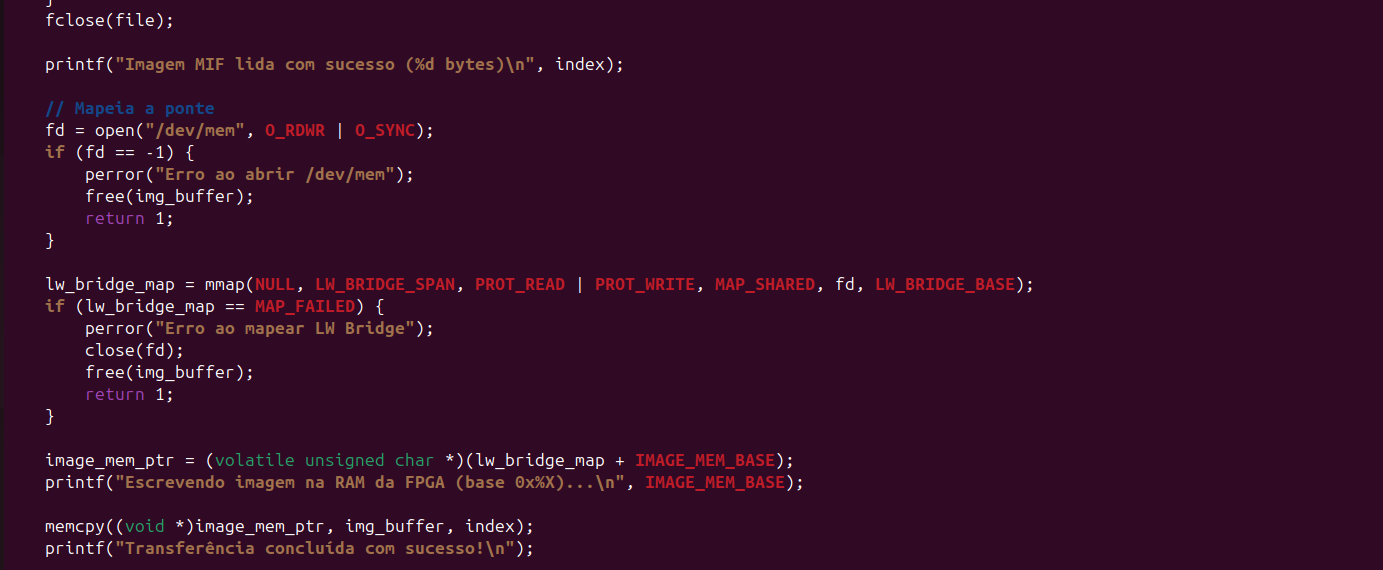 }
fclose(file);
printf("Imagem MIF lida com sucesso (%d bytes)\n", index);
// Mapeia a ponte
fd = open("/dev/mem", O_RDWR | O_SYNC);
if (fd == -1) {
perror("Erro ao abrir /dev/mem");
free(img_buffer);
return 1;
}
lw_bridge_map = mmap(NULL, LW_BRIDGE_SPAN, PROT_READ | PROT_WRITE, MAP_SHARED, fd, LW_BRIDGE_BASE);
if (lw_bridge_map == MAP_FAILED) {
perror("Erro ao mapear LW Bridge");
close(fd);
free(img_buffer);
return 1;
}
image_mem_ptr = (volatile unsigned char *)(lw_bridge_map + IMAGE_MEM_BASE);
printf("Escrevendo imagem na RAM da FPGA (base 0x%X)...\n", IMAGE_MEM_BASE);
memcpy((void *)image_mem_ptr, img_buffer, index);
printf("Transferência concluída com sucesso!\n");